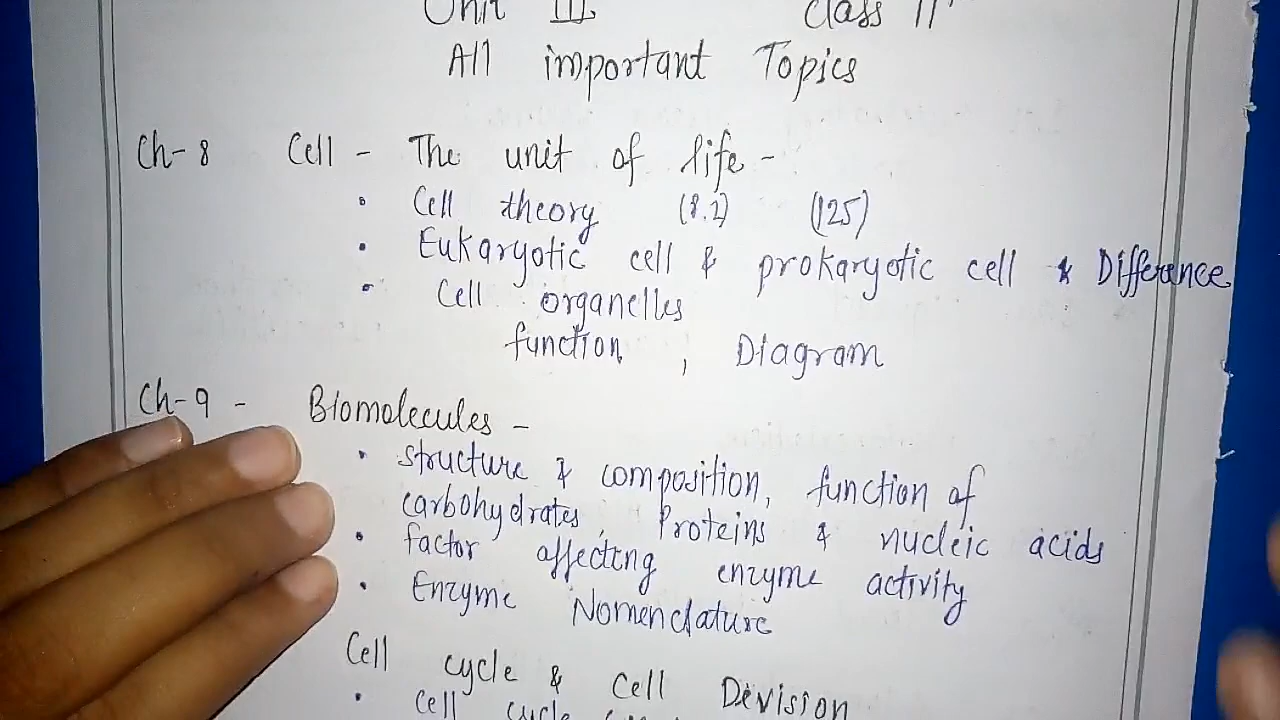 Unit III Class 11
All important Topics
Ch-8 Cell - The unit of life -
• Cell theory (8.2) (125)
• Eukaryotic cell & prokaryotic cell & Difference
• Cell organelles
function, Diagram
Ch-9 - Biomolecules -
• structure & composition, function of
carbohydrates, Proteins & nucleic acids
• factor affecting enzyme activity
• Enzyme Nomenclature
Cell cycle & Cell Devision
• Cell cycle